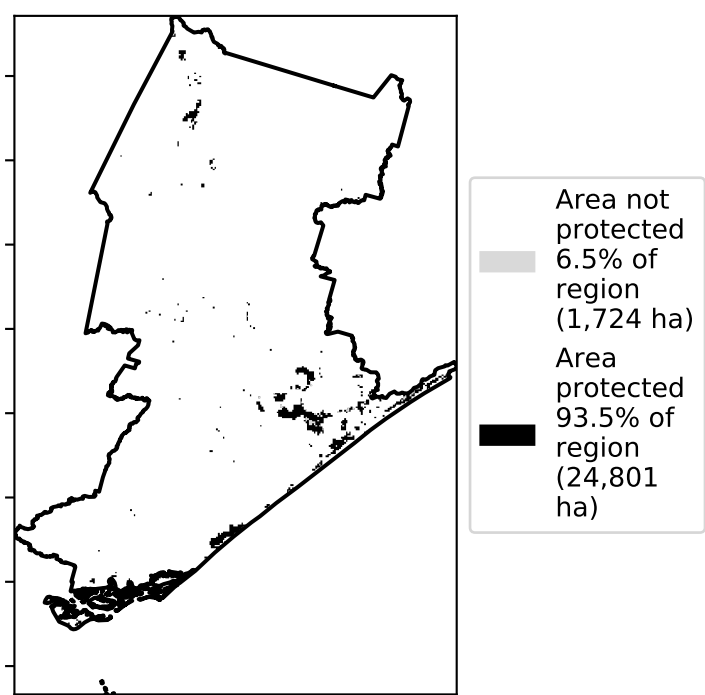 Area not
protected
6.5% of
region
(1,724 ha)
Area
protected
93.5% of
region
(24,801
ha)